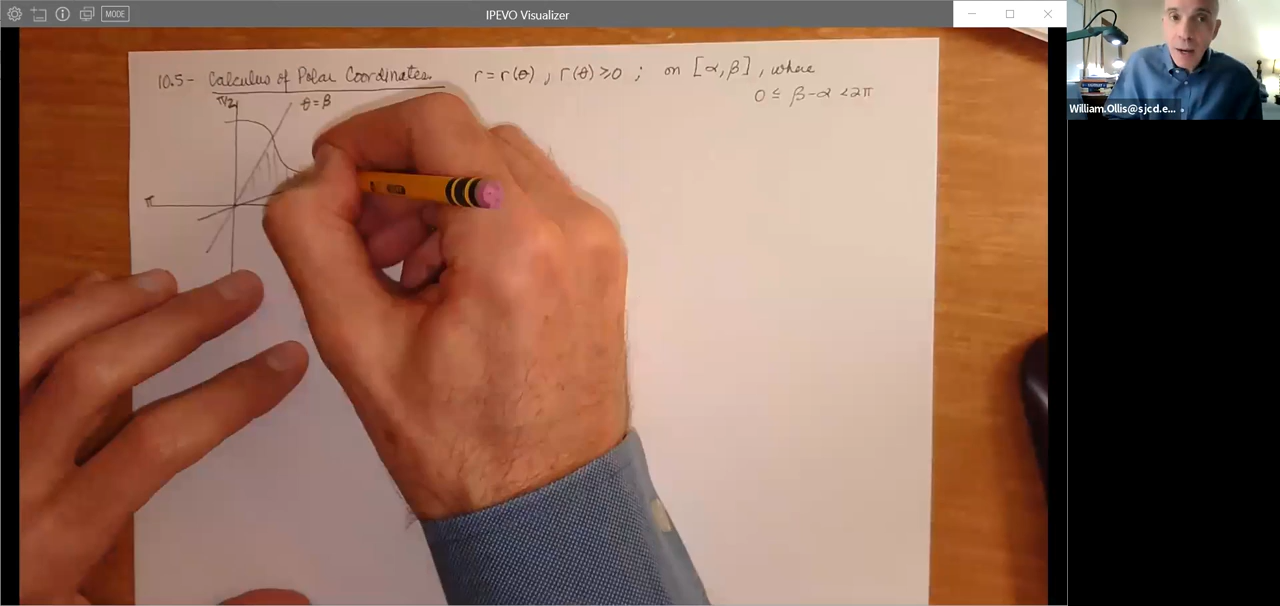 MODE
IPEVO Visualizer
William.Ollis@sjcd.e...
10.5- Calculus of Polar Coordinates. r=r(θ), r(θ)>0; on [α,β], where
0 ≤ β-α <2π
π/2
θ=β
π